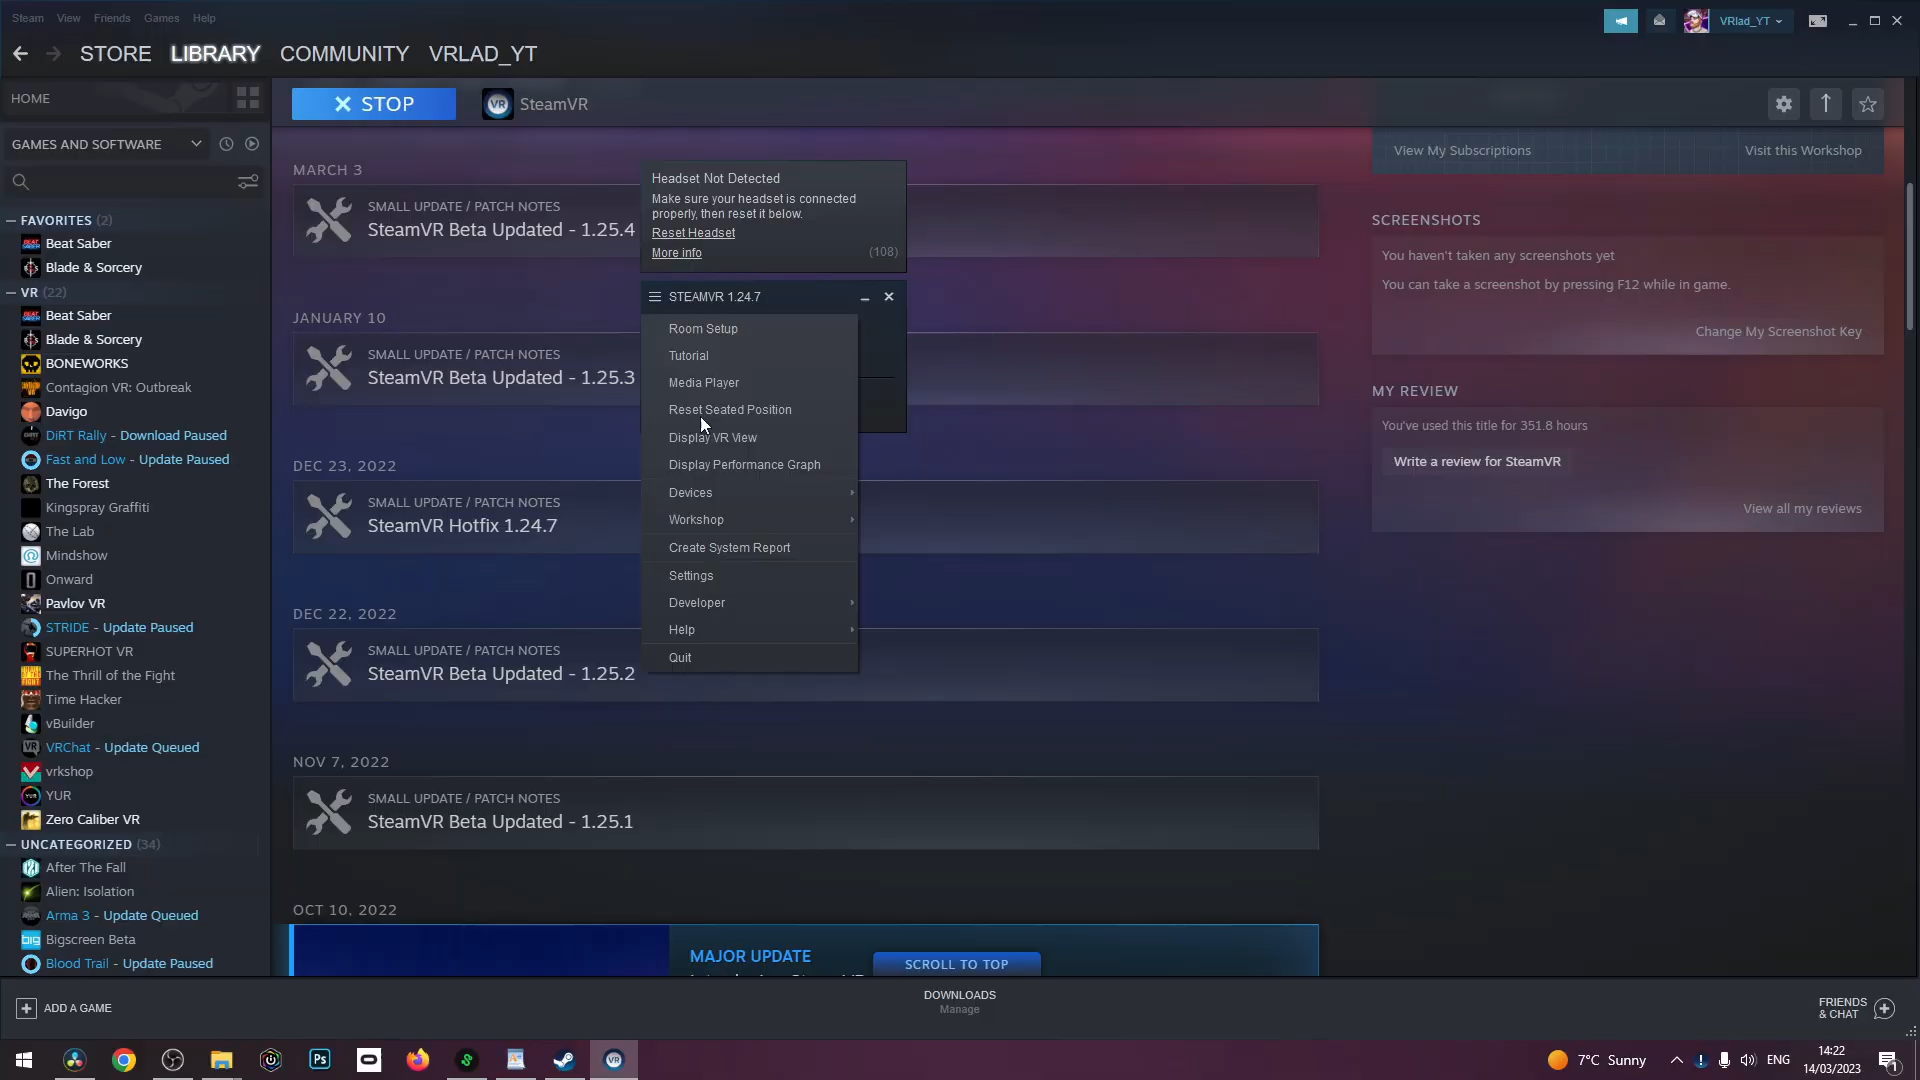 Steam View Friends Games Help
VRlad_YT
STORE LIBRARY COMMUNITY VRLAD_YT
HOME
STOP
SteamVR
GAMES AND SOFTWARE
FAVORITES (2)
Beat Saber
Blade & Sorcery
VR (22)
Beat Saber
Blade & Sorcery
BONEWORKS
Contagion VR: Outbreak
Davigo
DiRT Rally - Download Paused
Fast and Low - Update Paused
The Forest
Kingspray Graffiti
The Lab
Mindshow
Onward
Pavlov VR
STRIDE - Update Paused
SUPERHOT VR
The Thrill of the Fight
Time Hacker
vBuilder
VRChat - Update Queued
vrkshop
YUR
Zero Caliber VR
UNCATEGORIZED (34)
After The Fall
Alien: Isolation
Arma 3 - Update Queued
Bigscreen Beta
Blood Trail - Update Paused
MARCH 3
SMALL UPDATE / PATCH NOTES
SteamVR Beta Updated - 1.25.4
JANUARY 10
SMALL UPDATE / PATCH NOTES
SteamVR Beta Updated - 1.25.3
DEC 23, 2022
SMALL UPDATE / PATCH NOTES
SteamVR Hotfix 1.24.7
DEC 22, 2022
SMALL UPDATE / PATCH NOTES
SteamVR Beta Updated - 1.25.2
NOV 7, 2022
SMALL UPDATE / PATCH NOTES
SteamVR Beta Updated - 1.25.1
OCT 10, 2022
MAJOR UPDATE
SCROLL TO TOP
Headset Not Detected
Make sure your headset is connected
properly, then reset it below.
Reset Headset
More info (108)
STEAMVR 1.24.7
Room Setup
Tutorial
Media Player
Reset Seated Position
Display VR View
Display Performance Graph
Devices
Workshop
Create System Report
Settings
Developer
Help
Quit
View My Subscriptions Visit this Workshop
SCREENSHOTS
You haven't taken any screenshots yet
You can take a screenshot by pressing F12 while in game.
Change My Screenshot Key
MY REVIEW
You've used this title for 351.8 hours
Write a review for SteamVR
View all my reviews
ADD A GAME
DOWNLOADS
Manage
FRIENDS
& CHAT
7°C Sunny
ENG
14:22
14/03/2023
1